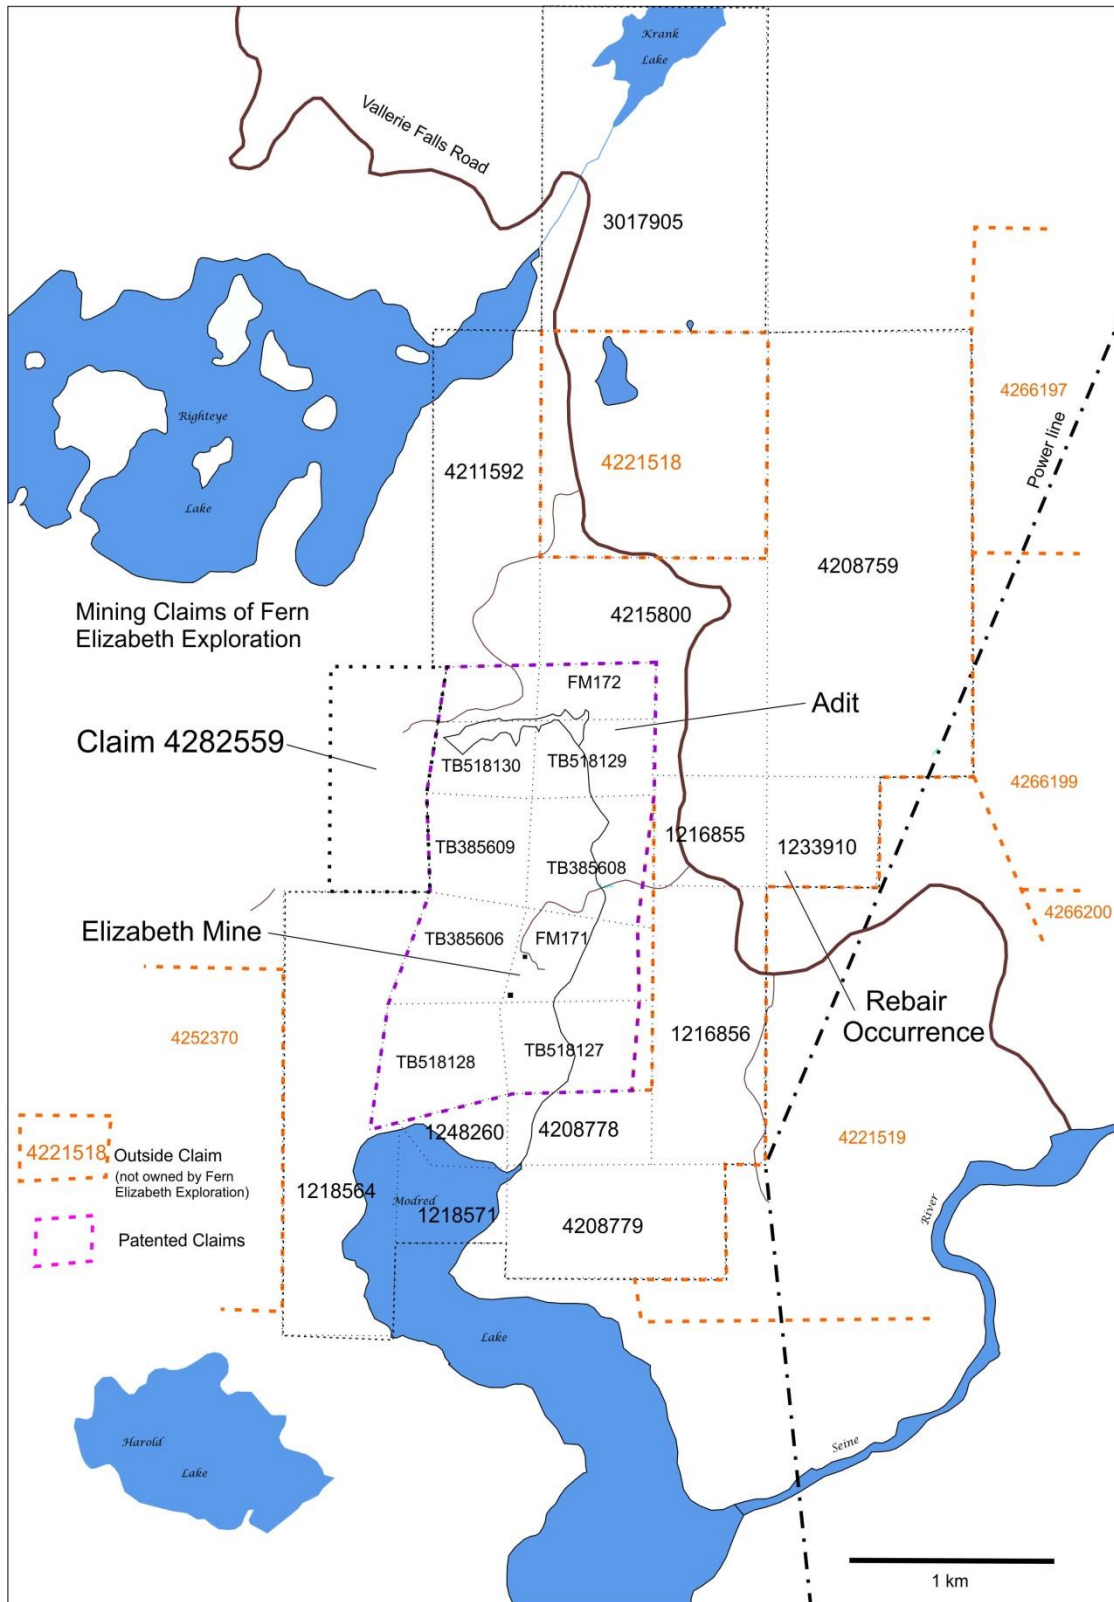 Krank
Lake
Vallerie Falls Road
3017905
4266197
Righteye
Lake
4211592
4221518
Power line
4208759
Mining Claims of Fern
Elizabeth Exploration
4215800
FM172
Adit
Claim 4282559
TB518130
TB518129
4266199
TB385609
1216855
1233910
TB385608
4266200
Elizabeth Mine
TB385606
FM171
Rebair
Occurrence
4252370
1216856
TB518128
TB518127
4221518
Outside Claim
(not owned by Fern
Elizabeth Exploration)
1248260
4208778
4221519
1218564
Modred
1218571
4208779
River
Patented Claims
Lake
Harold
Lake
Seine
1 km